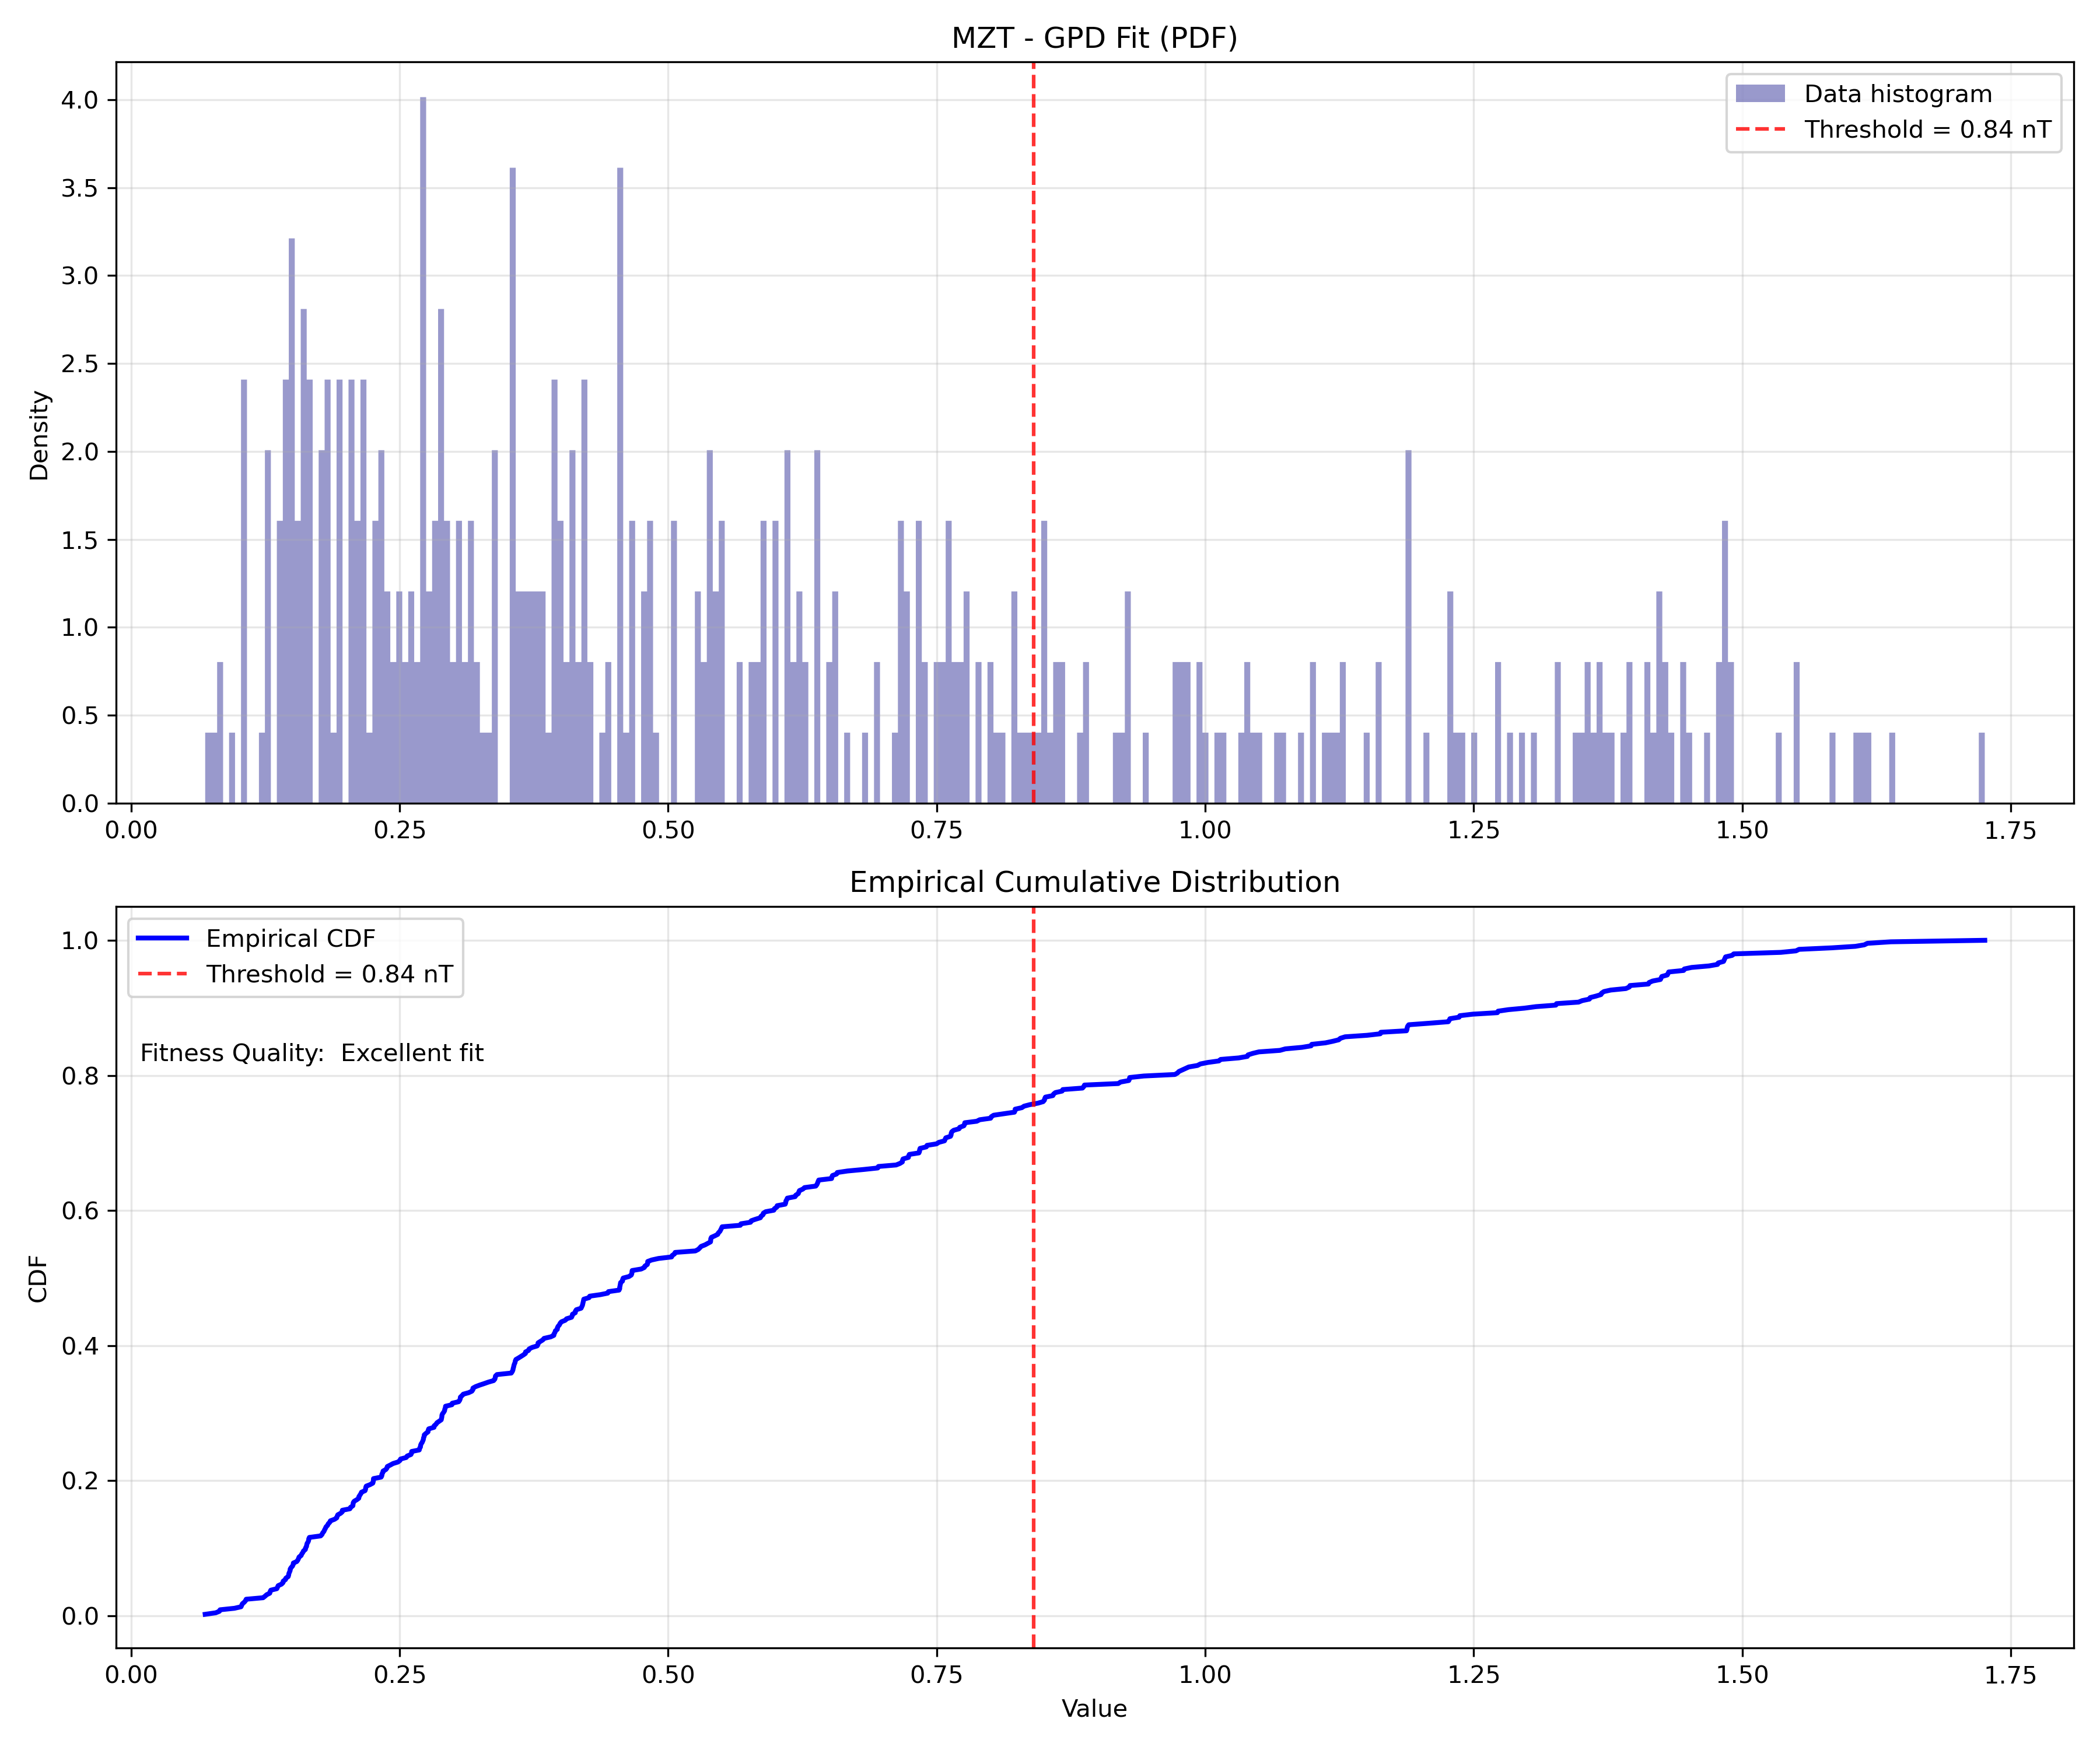 MZT - GPD Fit (PDF)
Data histogram
Threshold = 0.84 nT
Density
4.0
3.5
3.0
2.5
2.0
1.5
1.0
0.5
0.0
0.00 0.25 0.50 0.75 1.00 1.25 1.50 1.75
Empirical Cumulative Distribution
Empirical CDF
Threshold = 0.84 nT
Fitness Quality:  Excellent fit
CDF
1.0
0.8
0.6
0.4
0.2
0.0
0.00 0.25 0.50 0.75 1.00 1.25 1.50 1.75
Value